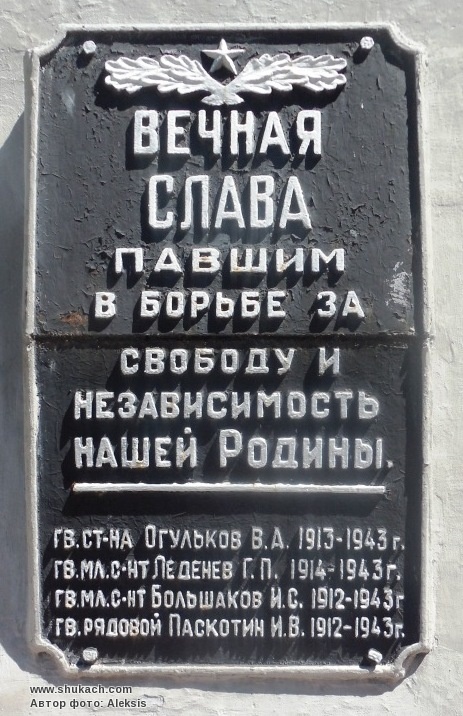 ВЕЧНАЯ
СЛАВА
ПАВШИМ
В БОРЬБЕ ЗА
СВОБОДУ И
НЕЗАВИСИМОСТЬ
НАШЕЙ РОДИНЫ.
ГВ.СТ-НА ОГУЛЬКОВ В.А. 1913-1943 г.
ГВ.МЛ.С-НТ ЛЕДЕНЕВ Г.П. 1914-1943 г.
ГВ.МЛ.С-НТ БОЛЬШАКОВ И.С. 1912-1943 г
ГВ.РЯДОВОЙ ПАСКОТИН И.В. 1912-1943 г.
www.shukach.com
Автор фото: Aleksis